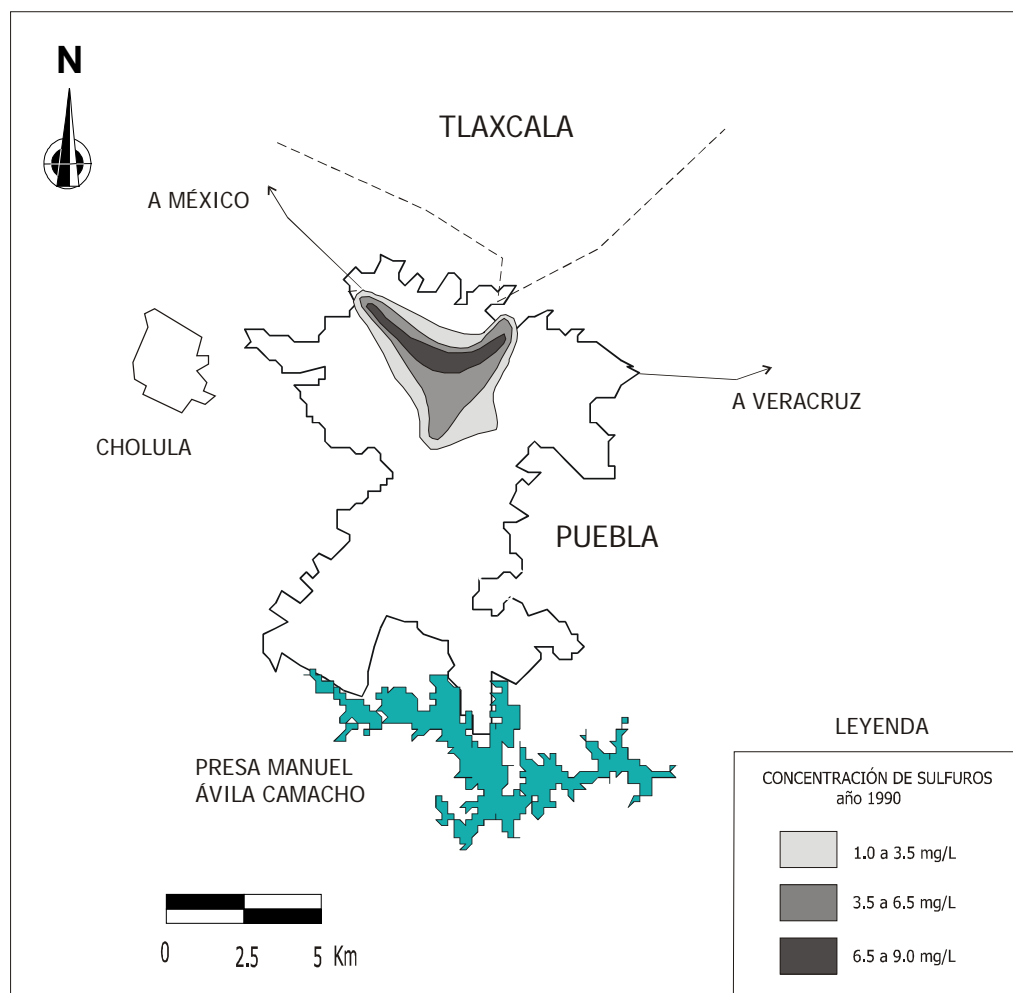 N
TLAXCALA
A MÉXICO
A VERACRUZ
CHOLULA
PUEBLA
PRESA MANUEL
ÁVILA CAMACHO
LEYENDA
CONCENTRACIÓN DE SULFUROS
año 1990
1.0 a 3.5 mg/L
3.5 a 6.5 mg/L
6.5 a 9.0 mg/L
0 2.5 5 Km